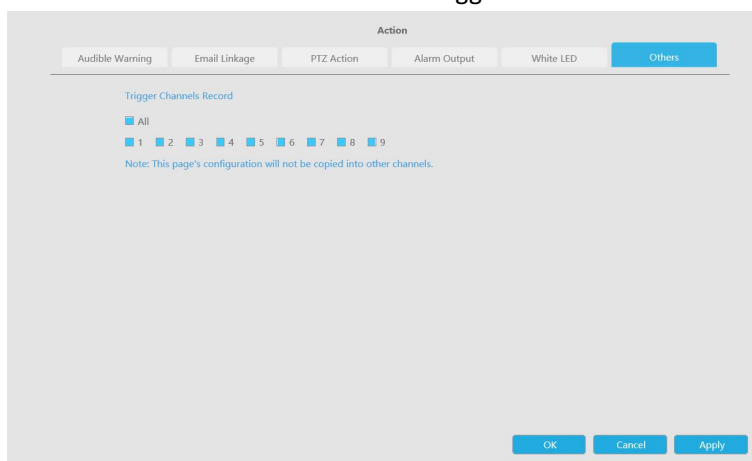 Action
Audible Warning Email Linkage PTZ Action Alarm Output White LED Others
Trigger Channels Record
All
1 2 3 4 5 6 7 8 9
Note: This page's configuration will not be copied into other channels.
OK Cancel Apply